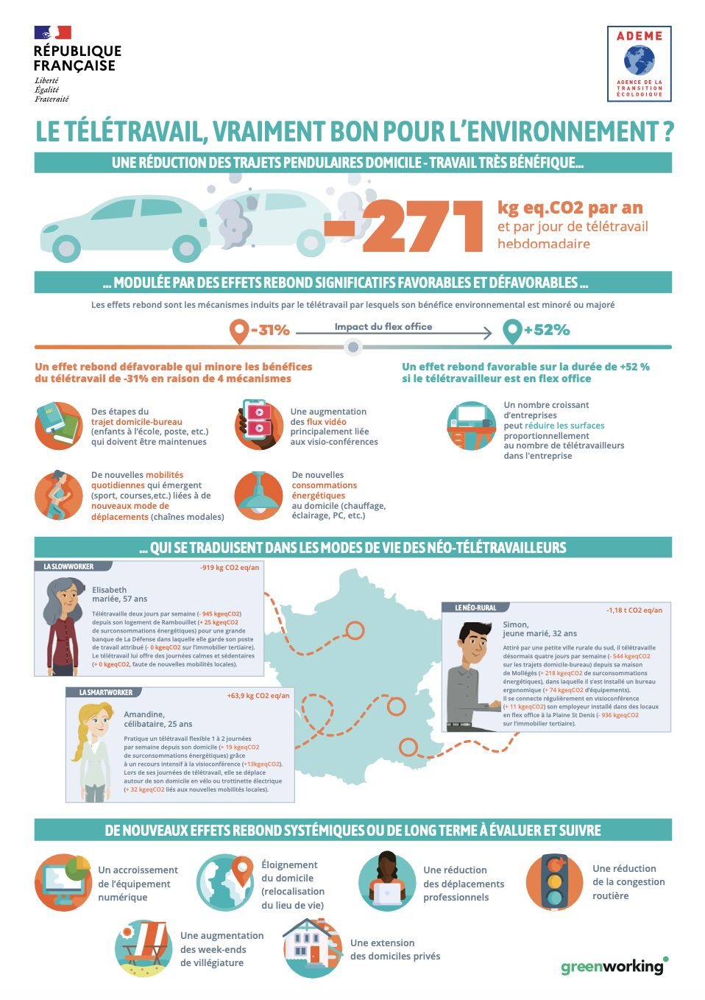 RÉPUBLIQUE
FRANÇAISE
Liberté
Égalité
Fraternité
ADEME
AGENCE DE LA
TRANSITION
ÉCOLOGIQUE
LE TÉLÉTRAVAIL, VRAIMENT BON POUR L'ENVIRONNEMENT ?
UNE RÉDUCTION DES TRAJETS PENDULAIRES DOMICILE - TRAVAIL TRÈS BÉNÉFIQUE...
-271
kg eq.CO2 par an
et par jour de télétravail
hebdomadaire
... MODULÉE PAR DES EFFETS REBOND SIGNIFICATIFS FAVORABLES ET DÉFAVORABLES ...
Les effets rebond sont les mécanismes induits par le télétravail par lesquels son bénéfice environnemental est minoré ou majoré
-31%
Impact du flex office
+52%
Un effet rebond défavorable qui minore les bénéfices
du télétravail de -31% en raison de 4 mécanismes
Un effet rebond favorable sur la durée de +52 %
si le télétravailleur est en flex office
ABC
Des étapes du
trajet domicile-bureau
(enfants à l'école, poste, etc.)
qui doivent être maintenues
Une augmentation
des flux vidéo
principalement liée
aux visio-conférences
Un nombre croissant
d'entreprises
peut réduire les surfaces
proportionnellement
au nombre de télétravailleurs
dans l'entreprise
De nouvelles mobilités
quotidiennes qui émergent
(sport, courses,etc.) liées à de
nouveaux mode de
déplacements (chaînes modales)
De nouvelles
consommations
énergétiques
au domicile (chauffage,
éclairage, PC, etc.)
... QUI SE TRADUISENT DANS LES MODES DE VIE DES NÉO-TÉLÉTRAVAILLEURS
LA SLOWORKER
-919 kg CO2 eq/an
Elisabeth
mariée, 57 ans
Télétravaille deux jours par semaine (- 945 kgeqCO2)
depuis son logement de Rambouillet (+ 25 kgeqCO2
de surconsommations énergétiques) pour une grande
banque de La Défense dans laquelle elle garde son poste
de travail attribué (- 0 kgeqCO2 sur l'immobilier tertiaire).
Le télétravail lui offre des journées calmes et sédentaires
(+ 0 kgeqCO2, faute de nouvelles mobilités locales).
LE NÉO-RURAL
-1,18 t CO2 eq/an
Simon,
jeune marié, 32 ans
Attiré par une petite ville rurale du sud, il télétravaille
désormais quatre jours par semaine (- 544 kgeqCO2
sur les trajets domicile-bureau) depuis sa maison
de Mollégès (+ 218 kgeqCO2 de surconsommations
énergétiques), dans laquelle il s'est installé un bureau
ergonomique (+ 74 kgeqCO2 d'équipements).
Il se connecte régulièrement en visioconférence
(+ 11 kgeqCO2) son employeur installé dans des locaux
en flex office à la Plaine St Denis (- 936 kgeqCO2
sur l'immobilier tertiaire).
LA SMARTWORKER
+63,9 kg CO2 eq/an
Amandine,
célibataire, 25 ans
Pratique un télétravail flexible 1 à 2 journées
par semaine depuis son domicile (+ 19 kgeqCO2
de surconsommations énergétiques) grâce
à un recours intensif à la visioconférence (+13kgeqCO2).
Lors de ses journées de télétravail, elle se déplace
autour de son domicile en vélo ou trottinette électrique
(+ 32 kgeqCO2 liés aux nouvelles mobilités locales).
DE NOUVEAUX EFFETS REBOND SYSTÉMIQUES OU DE LONG TERME À ÉVALUER ET SUIVRE
Un accroissement
de l'équipement
numérique
Éloignement
du domicile
(relocalisation
du lieu de vie)
Une réduction
des déplacements
professionnels
Une réduction
de la congestion
routière
Une augmentation
des week-ends
de villégiature
Une extension
des domiciles privés
greenworking